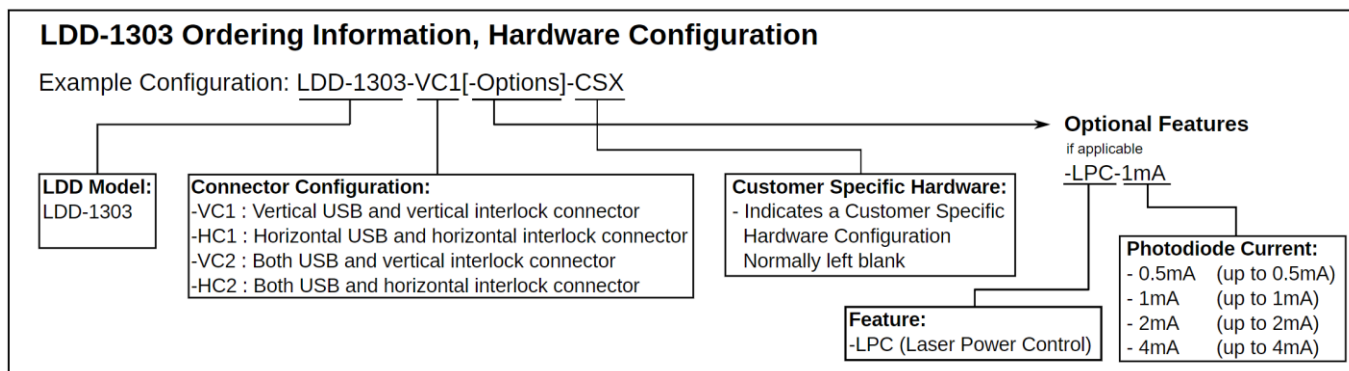 LDD-1303 Ordering Information, Hardware Configuration
Example Configuration: LDD-1303-VC1[-Options]-CSX
Optional Features
if applicable
-LPC-1mA
LDD Model:
LDD-1303
Connector Configuration:
-VC1 : Vertical USB and vertical interlock connector
-HC1 : Horizontal USB and horizontal interlock connector
-VC2 : Both USB and vertical interlock connector
-HC2 : Both USB and horizontal interlock connector
Customer Specific Hardware:
- Indicates a Customer Specific
Hardware Configuration
Normally left blank
Feature:
-LPC (Laser Power Control)
Photodiode Current:
- 0.5mA (up to 0.5mA)
- 1mA (up to 1mA)
- 2mA (up to 2mA)
- 4mA (up to 4mA)